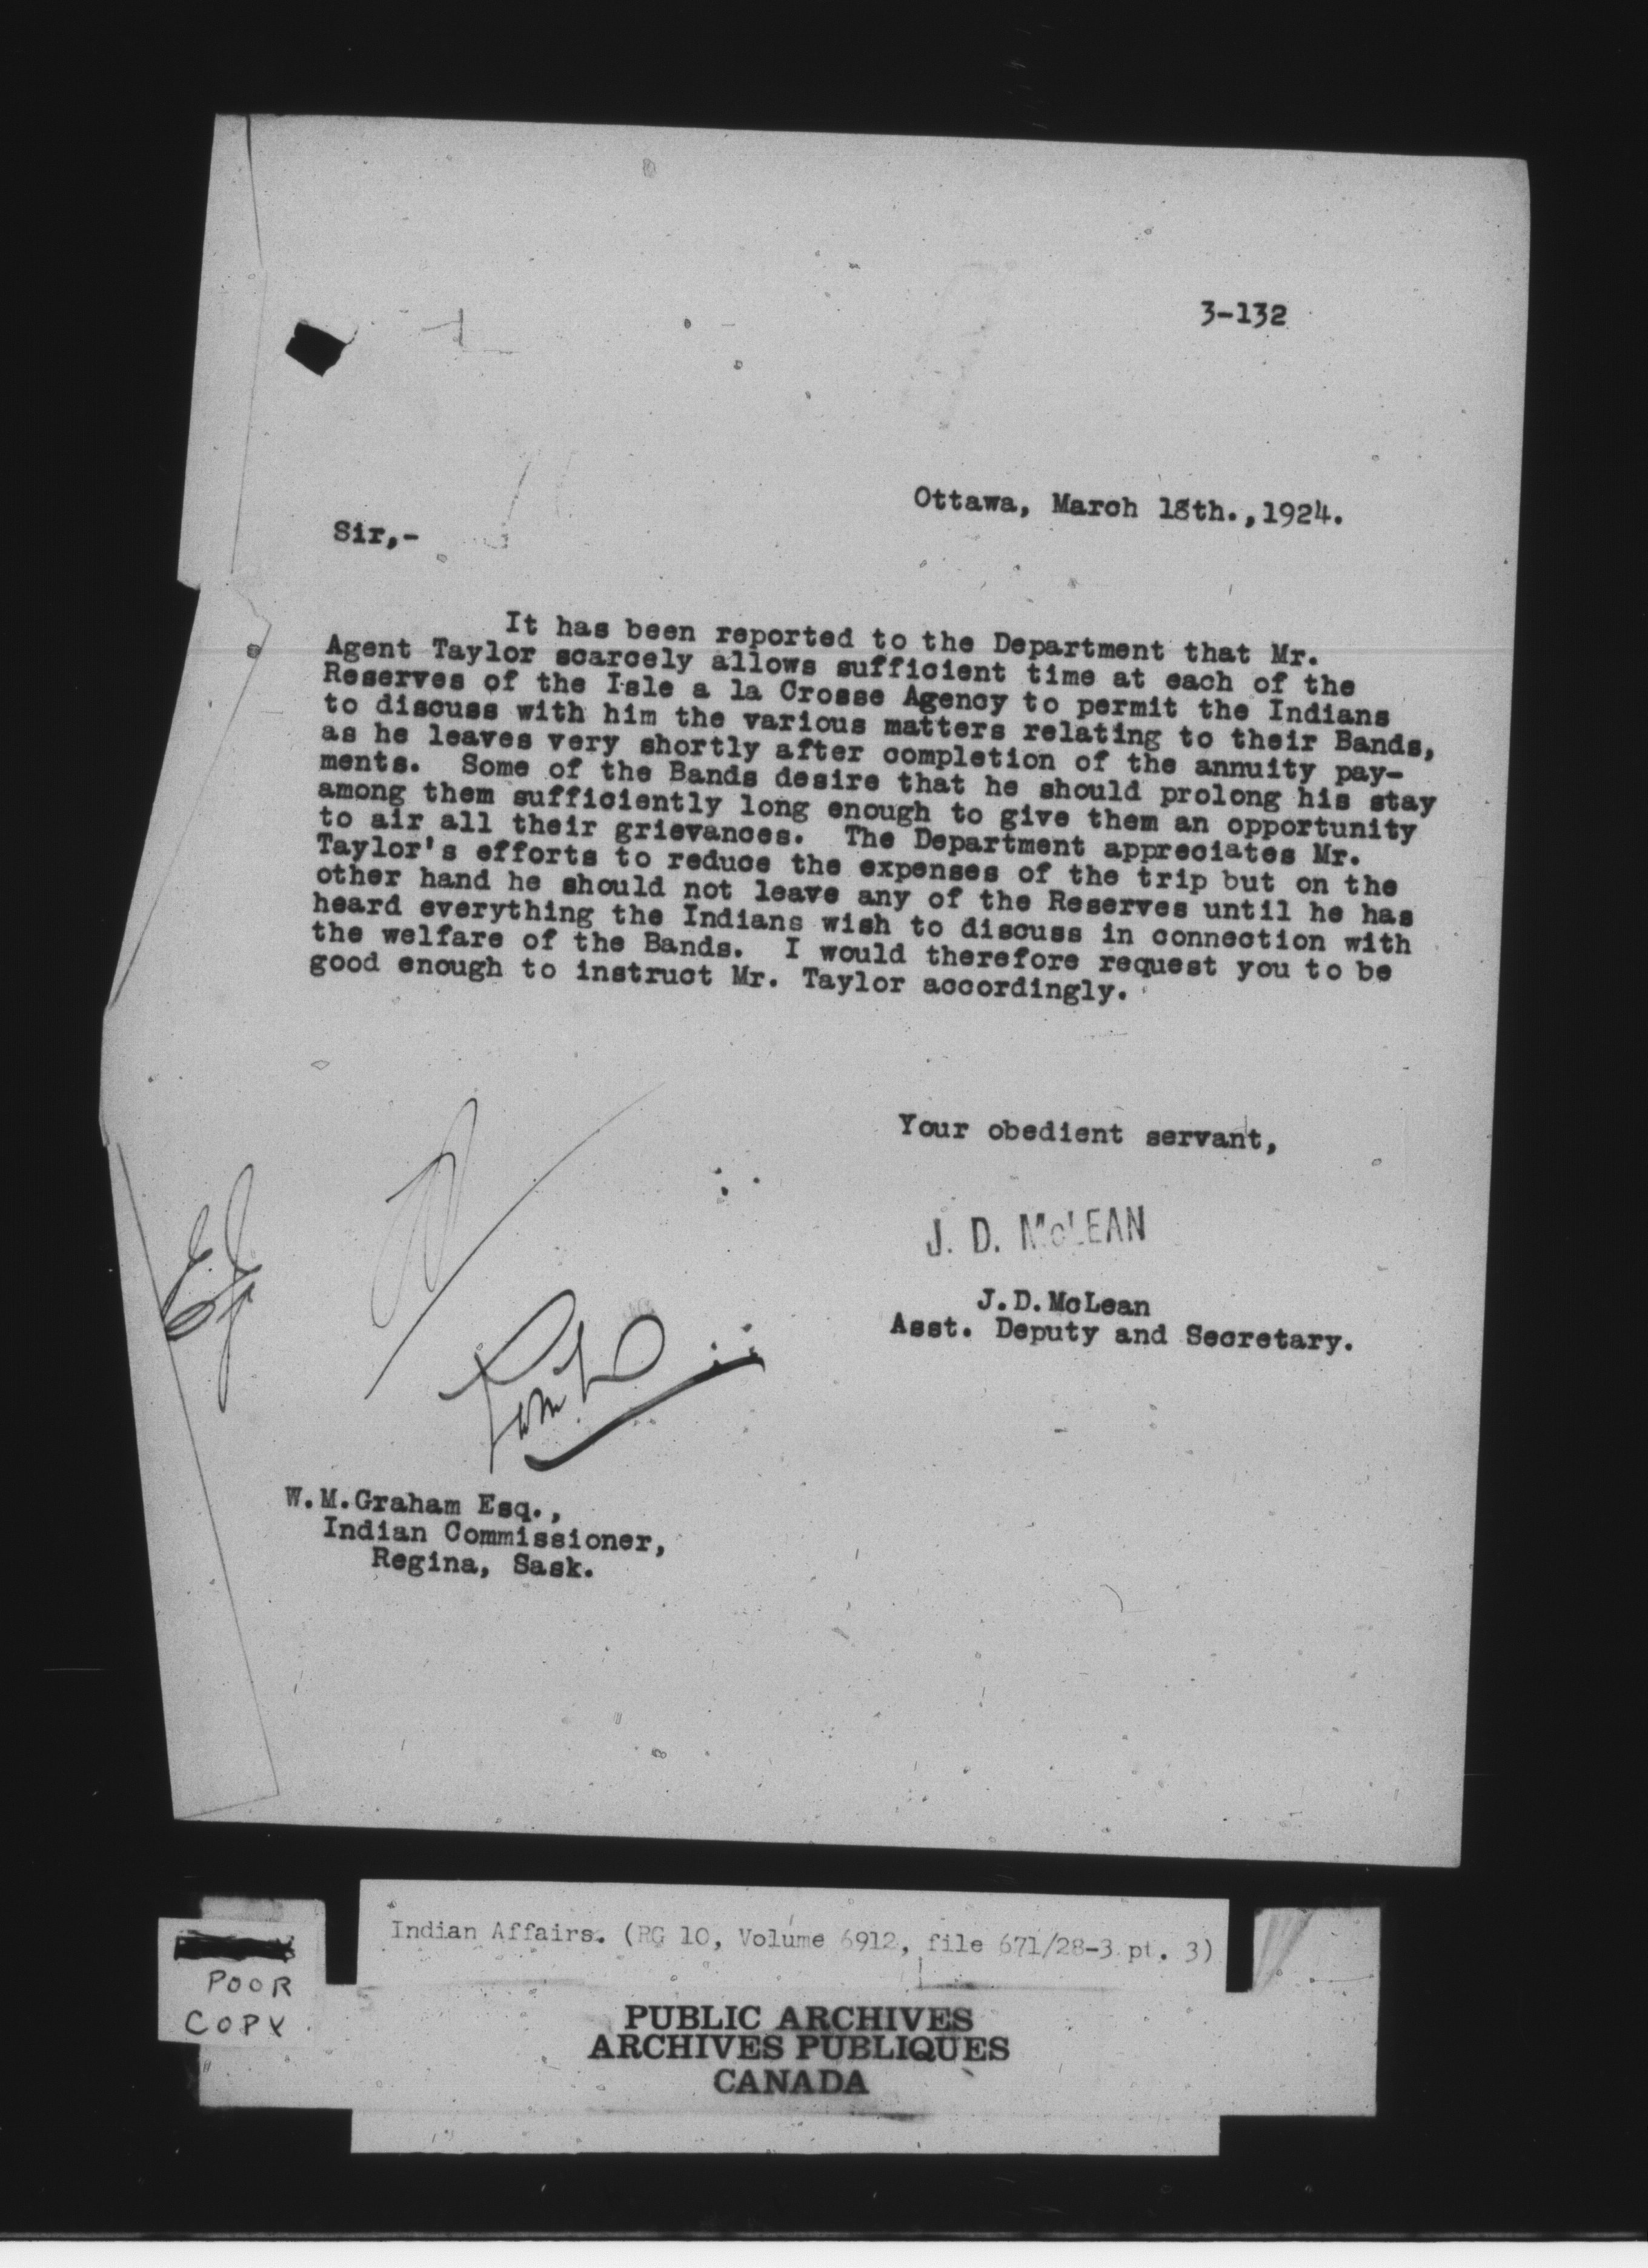 3-132
Ottawa, March 18th.,1924.
Sir,-
It has been reported to the Department that Mr.
Agent Taylor scarcely allows sufficient time at each of the
Reserves of the Isle a la Crosse Agency to permit the Indians
to discuss with him the various matters relating to their Bands,
as he leaves very shortly after completion of the annuity pay-
ments. Some of the Bands desire that he should prolong his stay
among them sufficiently long enough to give them an opportunity
to air all their grievances. The Department appreciates Mr.
Taylor's efforts to reduce the expenses of the trip but on the
other hand he should not leave any of the Reserves until he has
heard everything the Indians wish to discuss in connection with
the welfare of the Bands. I would therefore request you to be
good enough to instruct Mr. Taylor accordingly.
Your obedient servant,
J. D. McLEAN
J.D.McLean
Asst. Deputy and Secretary.
W.M.Graham Esq.,
Indian Commissioner,
Regina, Sask.
Indian Affairs. (RG 10, Volume 6912, file 671/28-3 pt. 3)
POOR
COPY
PUBLIC ARCHIVES
ARCHIVES PUBLIQUES
CANADA